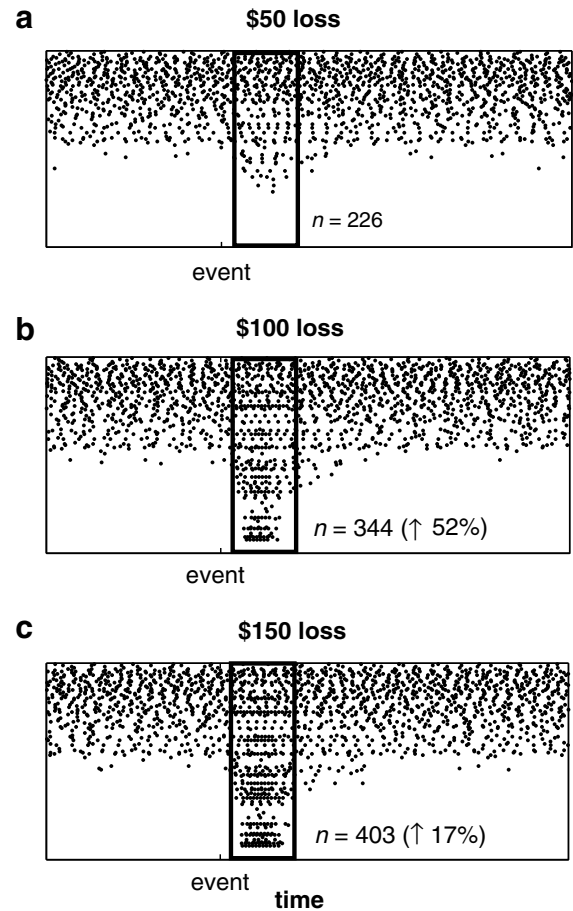 a
$50 loss
n = 226
event
b
$100 loss
n = 344 (↑ 52%)
event
c
$150 loss
n = 403 (↑ 17%)
event
time